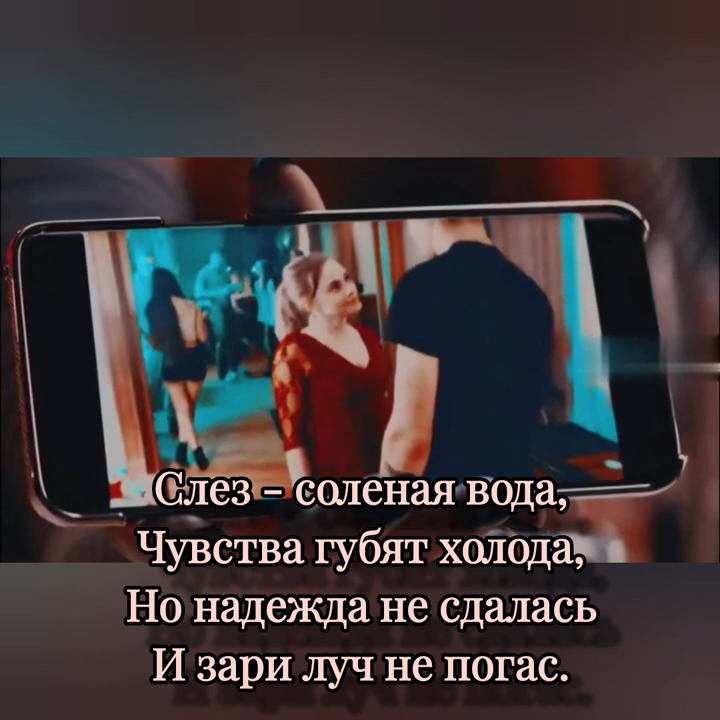 Слез - соленая вода,
Чувства губят холода,
Но надежда не сдалась
И зари луч не погас.